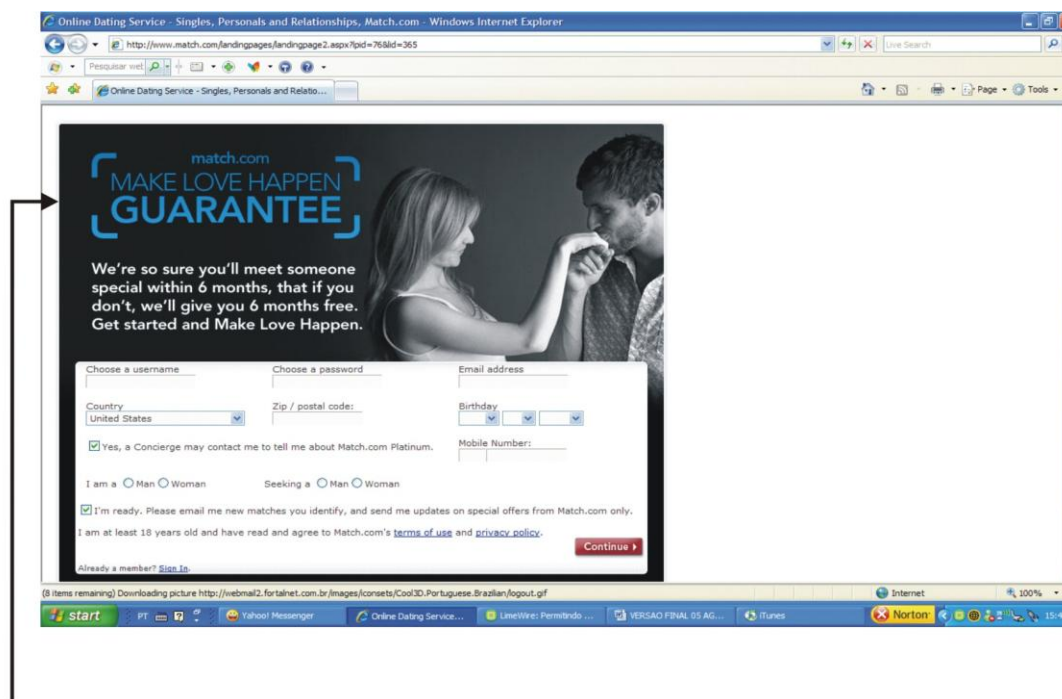 Online Dating Service - Singles, Personals and Relationships, Match.com - Windows Internet Explorer
http://www.match.com/landingpages/landingpage2.aspx?lpid=76&lid=365
Live Search
Pesquisar wet
Online Dating Service - Singles, Personals and Relatio...
Page
Tools
match.com
MAKE LOVE HAPPEN
GUARANTEE
We're so sure you'll meet someone
special within 6 months, that if you
don't, we'll give you 6 months free.
Get started and Make Love Happen.
Choose a username
Choose a password
Email address
Country
Zip / postal code:
Birthday
United States
Yes, a Concierge may contact me to tell me about Match.com Platinum.
Mobile Number:
I am a Man Woman
Seeking a Man Woman
I'm ready. Please email me new matches you identify, and send me updates on special offers from Match.com only.
I am at least 18 years old and have read and agree to Match.com's terms of use and privacy policy.
Continue
Already a member? Sign In.
(8 items remaining) Downloading picture http://webmail2.fortalnet.com.br/images/consets/Cool3D.Portuguese.Brazilian/logout.gif
Internet
100%
start
PT
Yahoo! Messenger
Online Dating Service...
LimeWire: Permitindo ...
VERSAO FINAL 05 AG...
iTunes
Norton